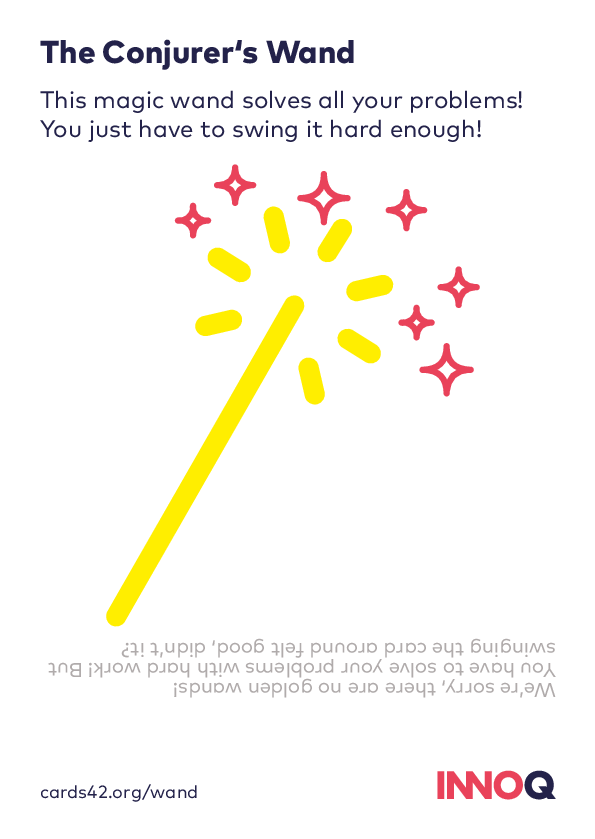 The Conjurer‘s Wand
This magic wand solves all your problems!
You just have to swing it hard enough!
We’re sorry, there are no golden wands!
You have to solve your problems with hard work! But
swinging the card around felt good, didn’t it?
cards42.org/wand
INNOQ